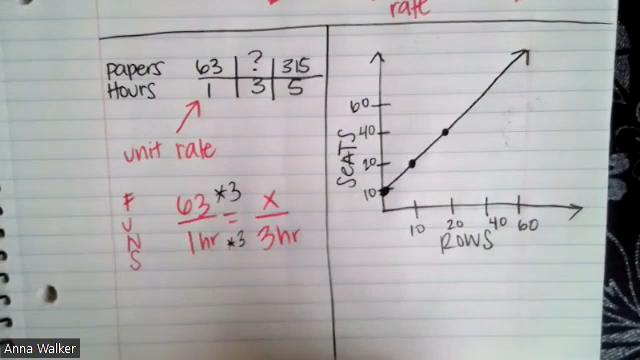 rate
papers 63 ? 315
Hours 1 3 5
unit rate
F
U
N
S
63 *3 = x
1hr *3 3hr
SEATS
60
40
20
10
10 20 40 60
ROWS
Anna Walker